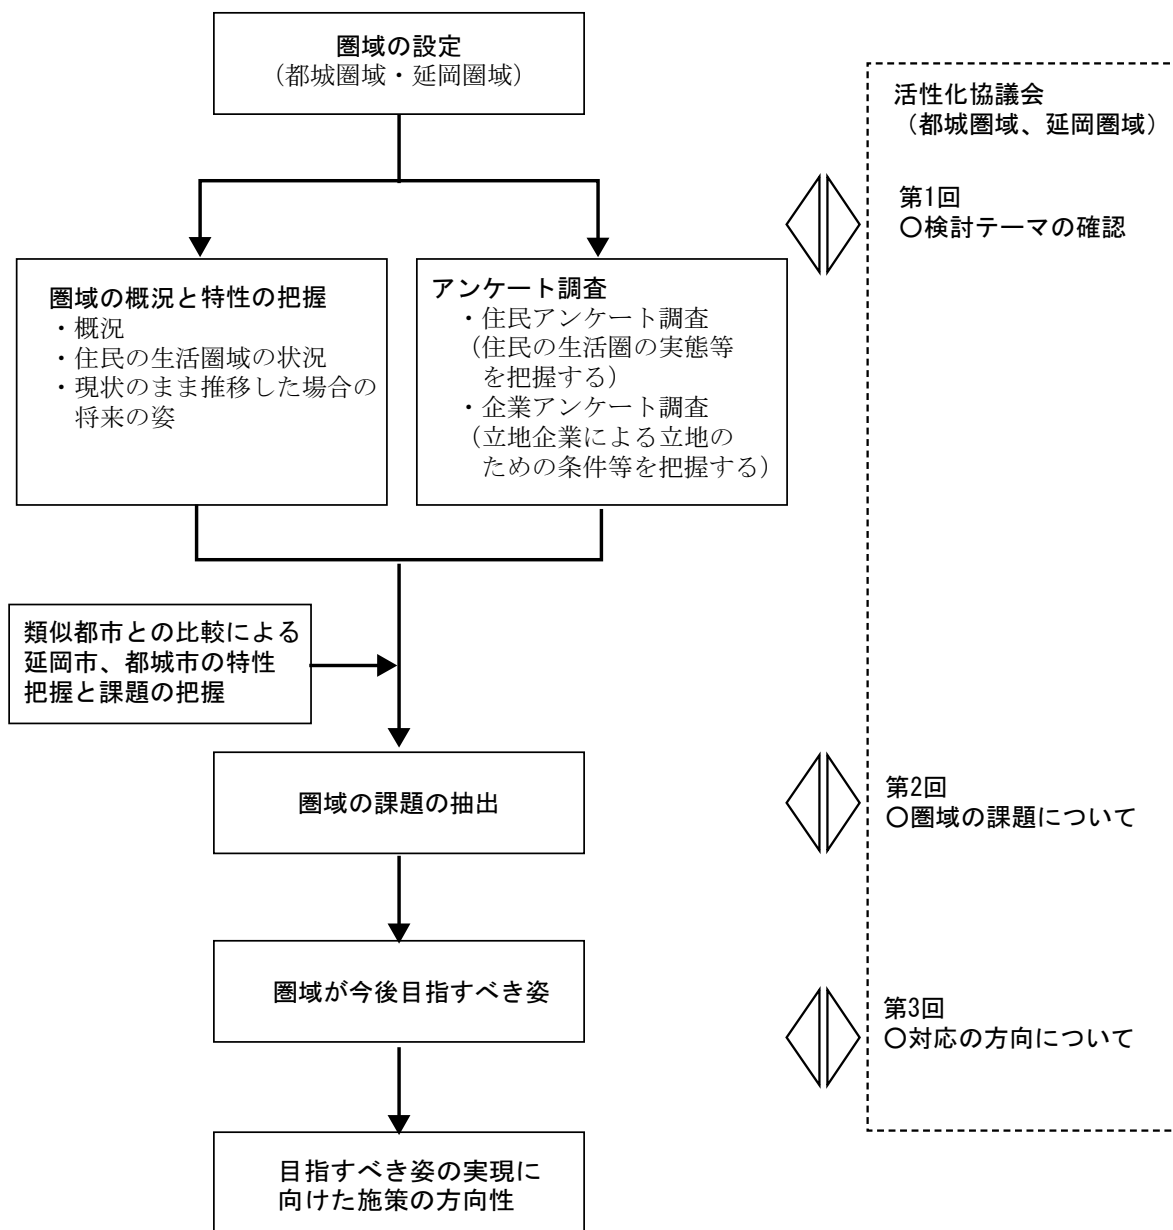 圏域の設定
(都城圏域・延岡圏域)
活性化協議会
（都城圏域、延岡圏域）
第1回
○検討テーマの確認
圏域の概況と特性の把握
・概況
・住民の生活圏域の状況
・現状のまま推移した場合の
将来の姿
アンケート調査
・住民アンケート調査
（住民の生活圏の実態等
を把握する）
・企業アンケート調査
（立地企業による立地の
ための条件等を把握する）
類似都市との比較による
延岡市、都城市の特性
把握と課題の把握
圏域の課題の抽出
第2回
○圏域の課題について
圏域が今後目指すべき姿
第3回
○対応の方向について
目指すべき姿の実現に
向けた施策の方向性